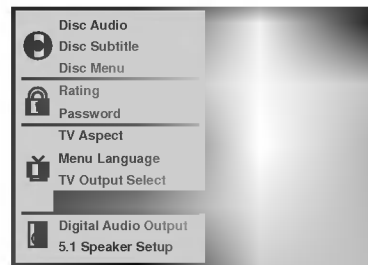 Disc Audio
Disc Subtitle
Disc Menu
Rating
Password
TV Aspect
Menu Language
TV Output Select
Digital Audio Output
5.1 Speaker Setup